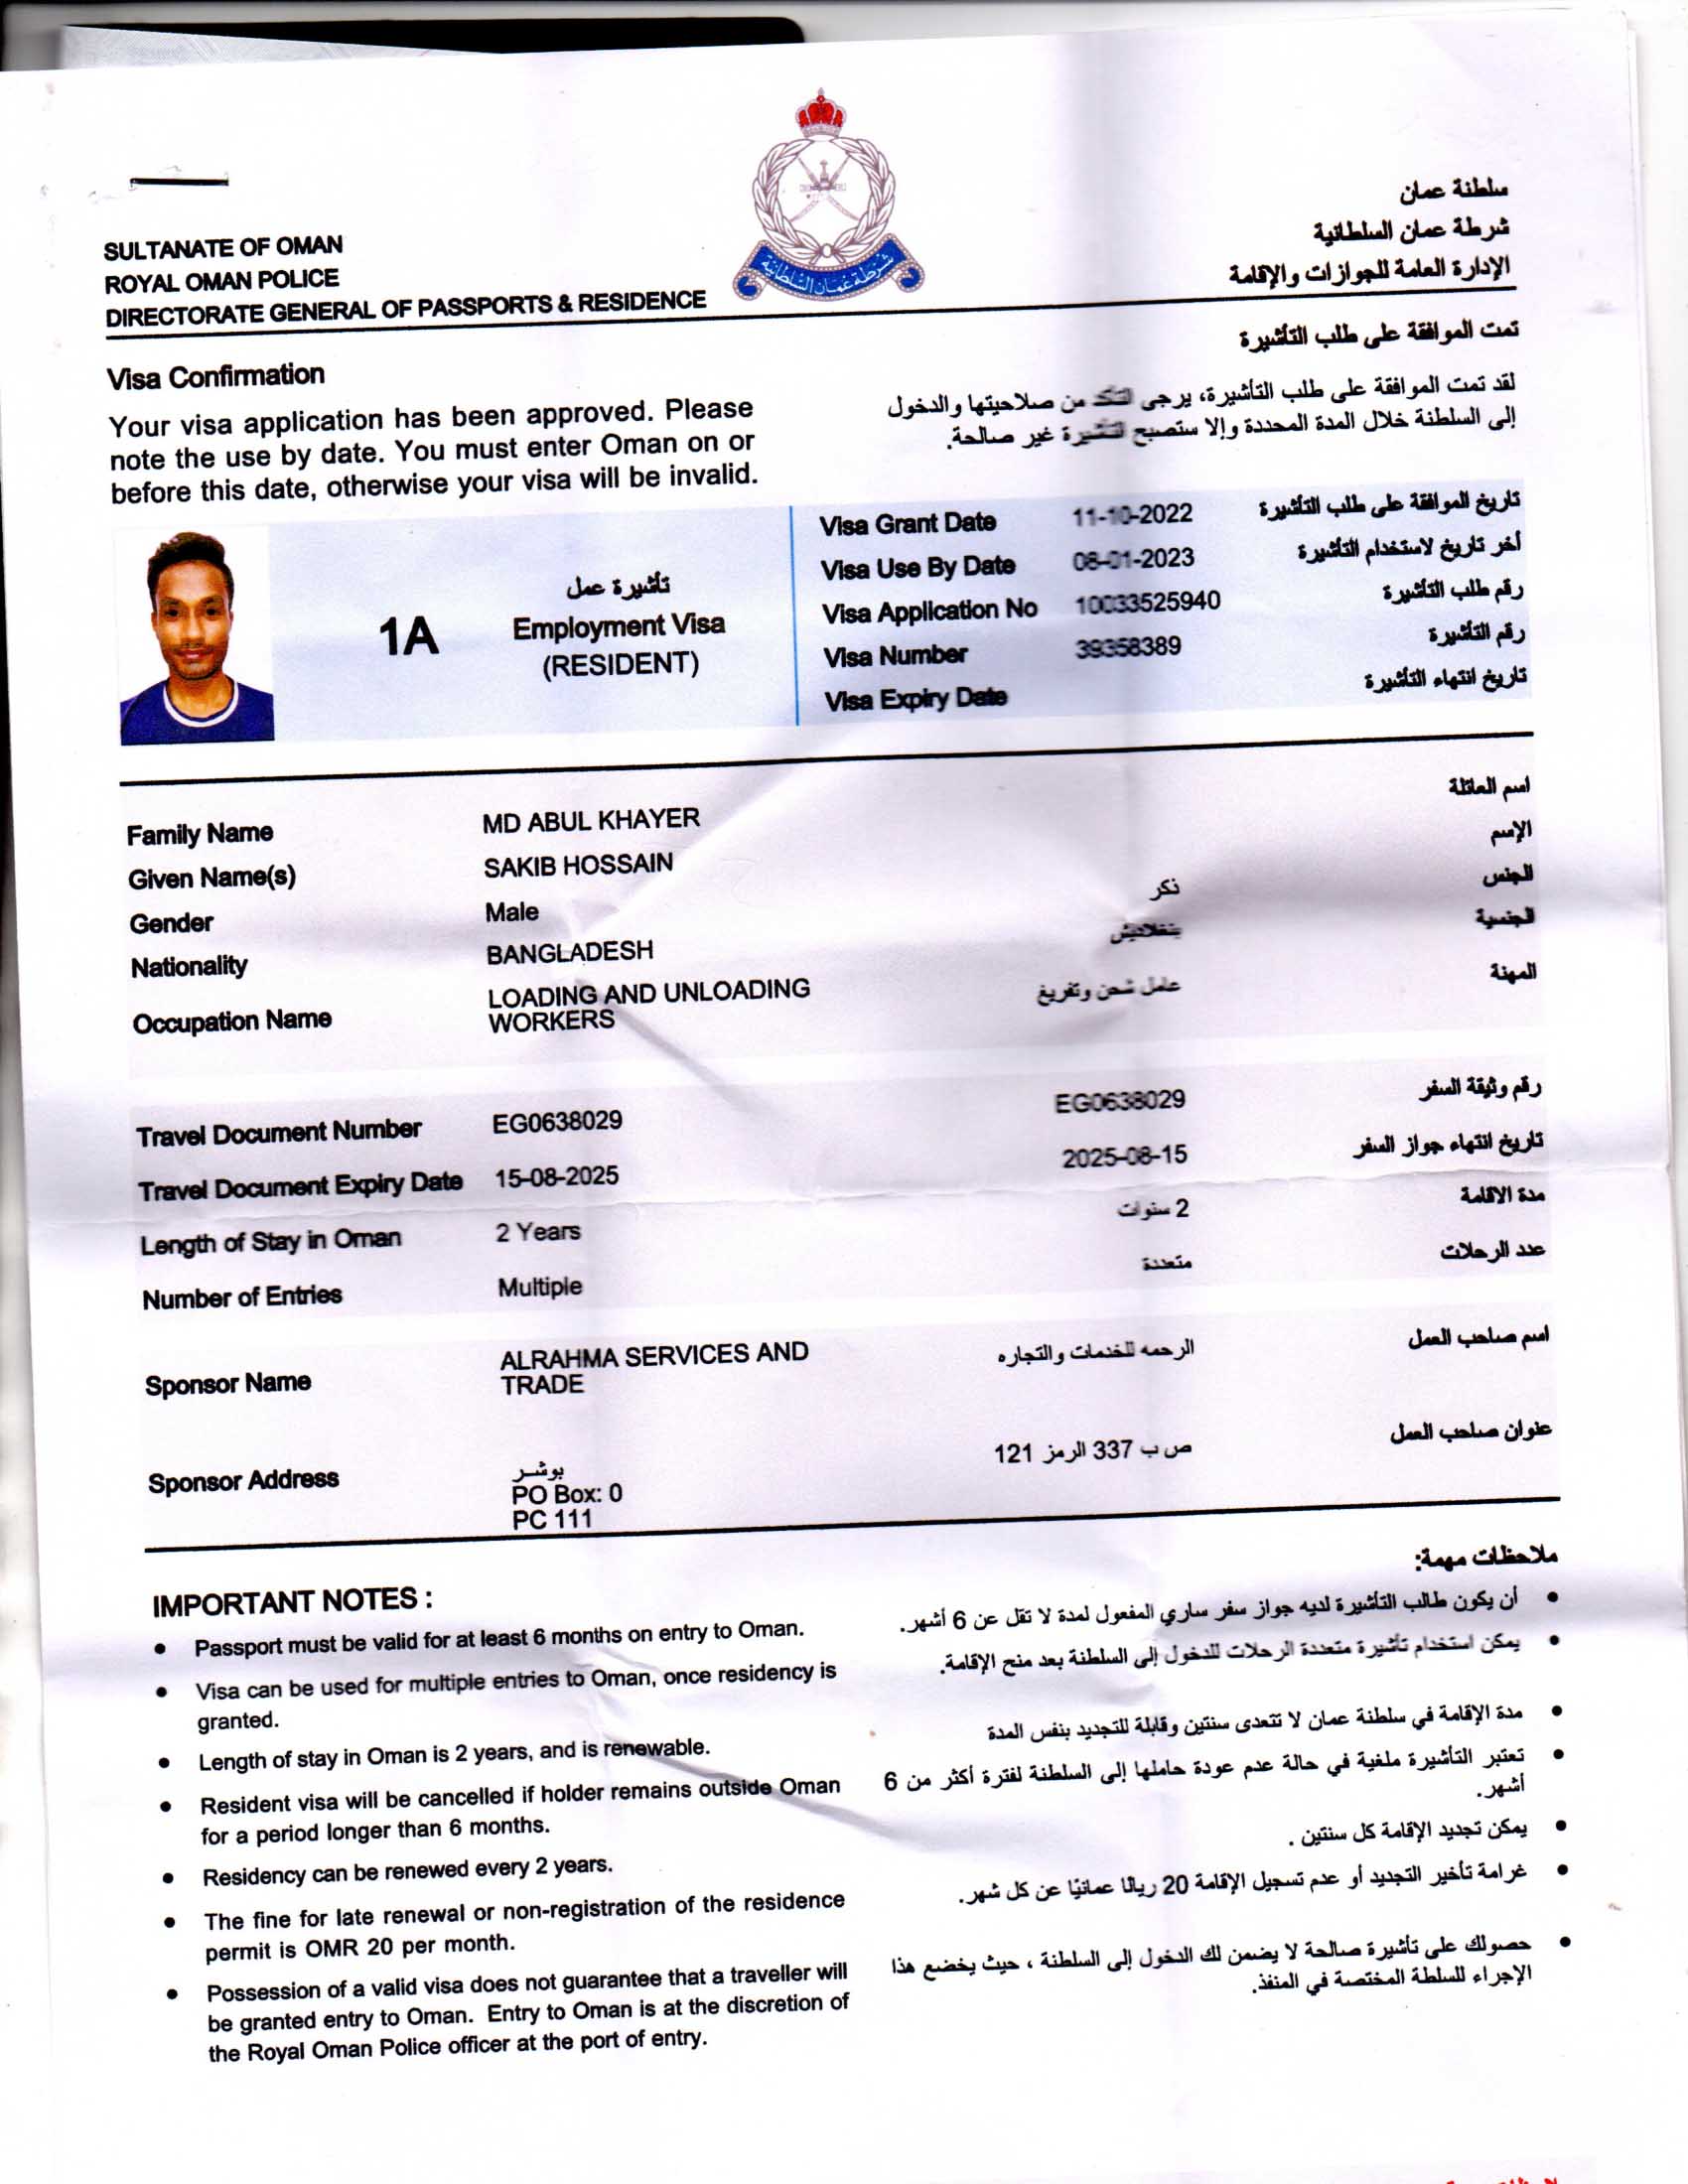 SULTANATE OF OMAN
ROYAL OMAN POLICE
DIRECTORATE GENERAL OF PASSPORTS & RESIDENCE
شرطة عمان السلطانية
سلطنة عمان
شرطة عمان السلطانية
الإدارة العامة للجوازات والإقامة
Visa Confirmation
Your visa application has been approved. Please
note the use by date. You must enter Oman on or
before this date, otherwise your visa will be invalid.
تمت الموافقة على طلب التأشيرة
لقد تمت الموافقة على طلب التأشيرة، يرجى التأكد من صلاحيتها والدخول
إلى السلطنة خلال المدة المحددة وإلا ستصبح التأشيرة غير صالحة.
1A
تأشيرة عمل
Employment Visa
(RESIDENT)
Visa Grant Date 11-10-2022 تاريخ الموافقة على طلب التأشيرة
Visa Use By Date 08-01-2023 أخر تاريخ لاستخدام التأشيرة
Visa Application No 10033525940 رقم طلب التأشيرة
Visa Number 39358389 رقم التأشيرة
Visa Expiry Date تاريخ انتهاء التأشيرة
Family Name MD ABUL KHAYER اسم العائلة
Given Name(s) SAKIB HOSSAIN الإسم
Gender Male ذكر الجنس
Nationality BANGLADESH بنغلاديش الجنسية
Occupation Name LOADING AND UNLOADING عامل شحن وتفريغ المهنة
WORKERS
Travel Document Number EG0638029 EG0638029 رقم وثيقة السفر
Travel Document Expiry Date 15-08-2025 2025-08-15 تاريخ انتهاء جواز السفر
Length of Stay in Oman 2 Years 2 سنوات مدة الاقامة
Number of Entries Multiple متعددة عدد الرحلات
Sponsor Name ALRAHMA SERVICES AND الرحمه للخدمات والتجاره اسم صاحب العمل
TRADE
Sponsor Address بوشر ص ب 337 الرمز 121 عنوان صاحب العمل
PO Box: 0
PC 111
IMPORTANT NOTES :
• Passport must be valid for at least 6 months on entry to Oman.
• Visa can be used for multiple entries to Oman, once residency is
granted.
• Length of stay in Oman is 2 years, and is renewable.
• Resident visa will be cancelled if holder remains outside Oman
for a period longer than 6 months.
• Residency can be renewed every 2 years.
• The fine for late renewal or non-registration of the residence
permit is OMR 20 per month.
• Possession of a valid visa does not guarantee that a traveller will
be granted entry to Oman. Entry to Oman is at the discretion of
the Royal Oman Police officer at the port of entry.
ملاحظات مهمة:
• أن يكون طالب التأشيرة لديه جواز سفر ساري المفعول لمدة لا تقل عن 6 أشهر.
• يمكن استخدام تأشيرة متعددة الرحلات للدخول إلى السلطنة بعد منح الإقامة.
• مدة الإقامة في سلطنة عمان لا تتعدى سنتين وقابلة للتجديد بنفس المدة
• تعتبر التأشيرة ملغية في حالة عدم عودة حاملها إلى السلطنة لفترة أكثر من 6
أشهر.
• يمكن تجديد الإقامة كل سنتين .
• غرامة تأخير التجديد أو عدم تسجيل الإقامة 20 ريالا عمانيا عن كل شهر.
• حصولك على تأشيرة صالحة لا يضمن لك الدخول إلى السلطنة ، حيث يخضع هذا
الإجراء للسلطة المختصة في المنفذ.